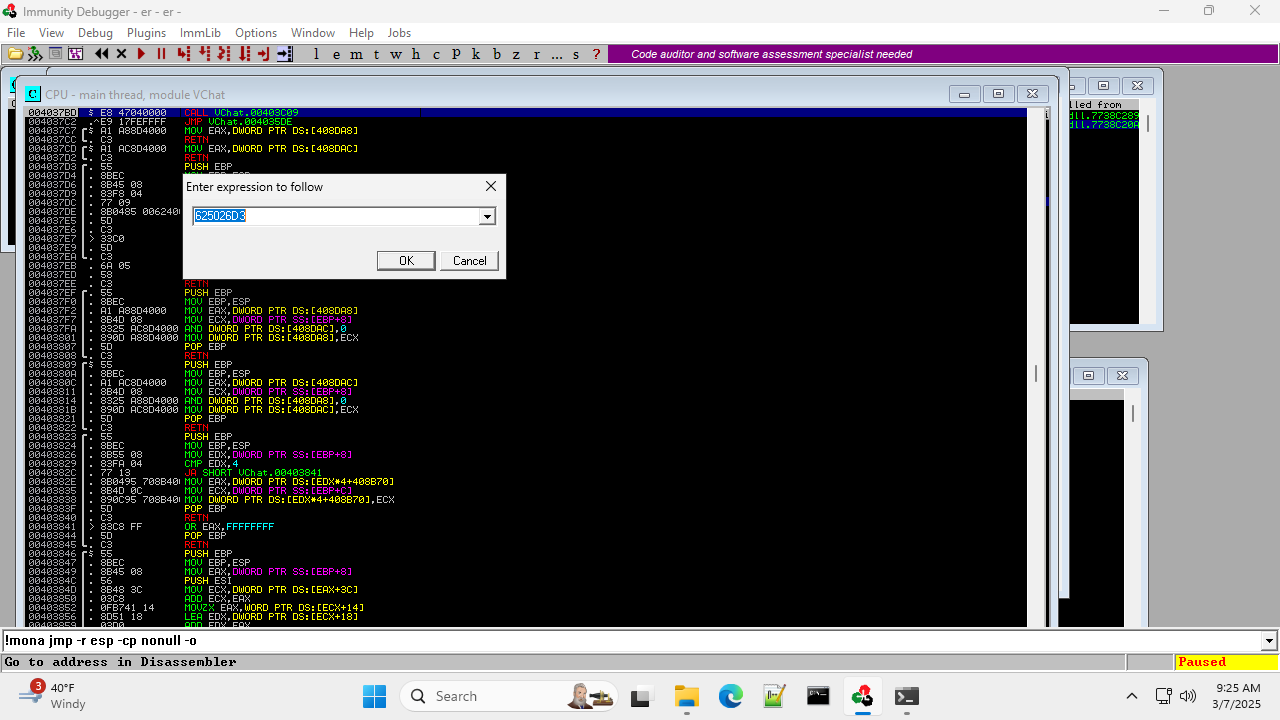 Immunity Debugger - er - er -
File View Debug Plugins ImmLib Options Window Help Jobs
l e m t w h c P k b z r ... s ?
Code auditor and software assessment specialist needed
CPU - main thread, module VChat
lled from
dll.7738C289
dll.7738C20A
004037BD $ E8 47040000 CALL VChat.00403C09
004037C2 .^E9 17FEFFFF JMP VChat.004035DE
004037C7 $ A1 A88D4000 MOV EAX,DWORD PTR DS:[408DA8]
004037CC . C3 RETN
004037CD $ A1 AC8D4000 MOV EAX,DWORD PTR DS:[408DAC]
004037D2 . C3 RETN
004037D3 . 55 PUSH EBP
004037D4 . 8BEC
004037D6 . 8B45 08
004037D9 . 83F8 04
004037DC . 77 09
004037DE . 8B0485 0062400
004037E5 . 5D
004037E6 . C3
004037E7 > 33C0
004037E9 . 5D
004037EA . C3
004037EB . 6A 05
004037ED . 58
004037EE . C3 RETN
004037EF . 55 PUSH EBP
004037F0 . 8BEC MOV EBP,ESP
004037F2 . A1 A88D4000 MOV EAX,DWORD PTR DS:[408DA8]
004037F7 . 8B4D 08 MOV ECX,DWORD PTR SS:[EBP+8]
004037FA . 8325 AC8D4000 AND DWORD PTR DS:[408DAC],0
00403801 . 890D A88D4000 MOV DWORD PTR DS:[408DA8],ECX
00403807 . 5D POP EBP
00403808 . C3 RETN
00403809 $ 55 PUSH EBP
0040380A . 8BEC MOV EBP,ESP
0040380C . A1 AC8D4000 MOV EAX,DWORD PTR DS:[408DAC]
00403811 . 8B4D 08 MOV ECX,DWORD PTR SS:[EBP+8]
00403814 . 8325 A88D4000 AND DWORD PTR DS:[408DA8],0
0040381B . 890D AC8D4000 MOV DWORD PTR DS:[408DAC],ECX
00403821 . 5D POP EBP
00403822 . C3 RETN
00403823 . 55 PUSH EBP
00403824 . 8BEC MOV EBP,ESP
00403826 . 8B55 08 MOV EDX,DWORD PTR SS:[EBP+8]
00403829 . 83FA 04 CMP EDX,4
0040382C . 77 13 JA SHORT VChat.00403841
0040382E . 8B0495 708B400 MOV EAX,DWORD PTR DS:[EDX*4+408B70]
00403835 . 8B4D 0C MOV ECX,DWORD PTR SS:[EBP+C]
00403838 . 890C95 708B400 MOV DWORD PTR DS:[EDX*4+408B70],ECX
0040383F . 5D POP EBP
00403840 . C3 RETN
00403841 > 83C8 FF OR EAX,FFFFFFFF
00403844 . 5D POP EBP
00403845 . C3 RETN
00403846 $ 55 PUSH EBP
00403847 . 8BEC MOV EBP,ESP
00403849 . 8B45 08 MOV EAX,DWORD PTR SS:[EBP+8]
0040384C . 56 PUSH ESI
0040384D . 8B48 3C MOV ECX,DWORD PTR DS:[EAX+3C]
00403850 . 03C8 ADD ECX,EAX
00403852 . 0FB741 14 MOVZX EAX,WORD PTR DS:[ECX+14]
00403856 . 8D51 18 LEA EDX,DWORD PTR DS:[ECX+18]
00403859 . 03D0 ADD EDX,EAX
Enter expression to follow
625026D3
OK Cancel
!mona jmp -r esp -cp nonull -o
Go to address in Disassembler
Paused
3
40°F
Windy
Search
9:25 AM
3/7/2025